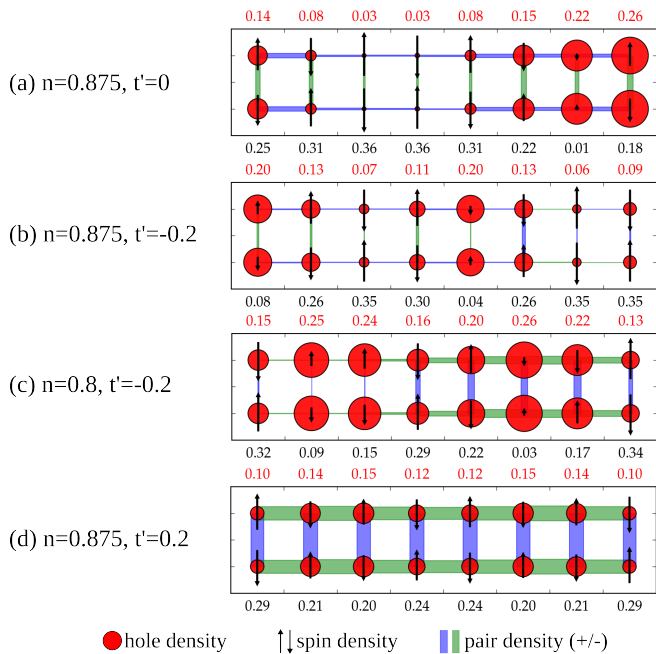 0.14 0.08 0.03 0.03 0.08 0.15 0.22 0.26
(a) n=0.875, t'=0
0.25 0.31 0.36 0.36 0.31 0.22 0.01 0.18
0.20 0.13 0.07 0.11 0.20 0.13 0.06 0.09
(b) n=0.875, t'=-0.2
0.08 0.26 0.35 0.30 0.04 0.26 0.35 0.35
0.15 0.25 0.24 0.16 0.20 0.26 0.22 0.13
(c) n=0.8, t'=-0.2
0.32 0.09 0.15 0.29 0.22 0.03 0.17 0.34
0.10 0.14 0.15 0.12 0.12 0.15 0.14 0.10
(d) n=0.875, t'=0.2
0.29 0.21 0.20 0.24 0.24 0.20 0.21 0.29
hole density spin density pair density (+/-)